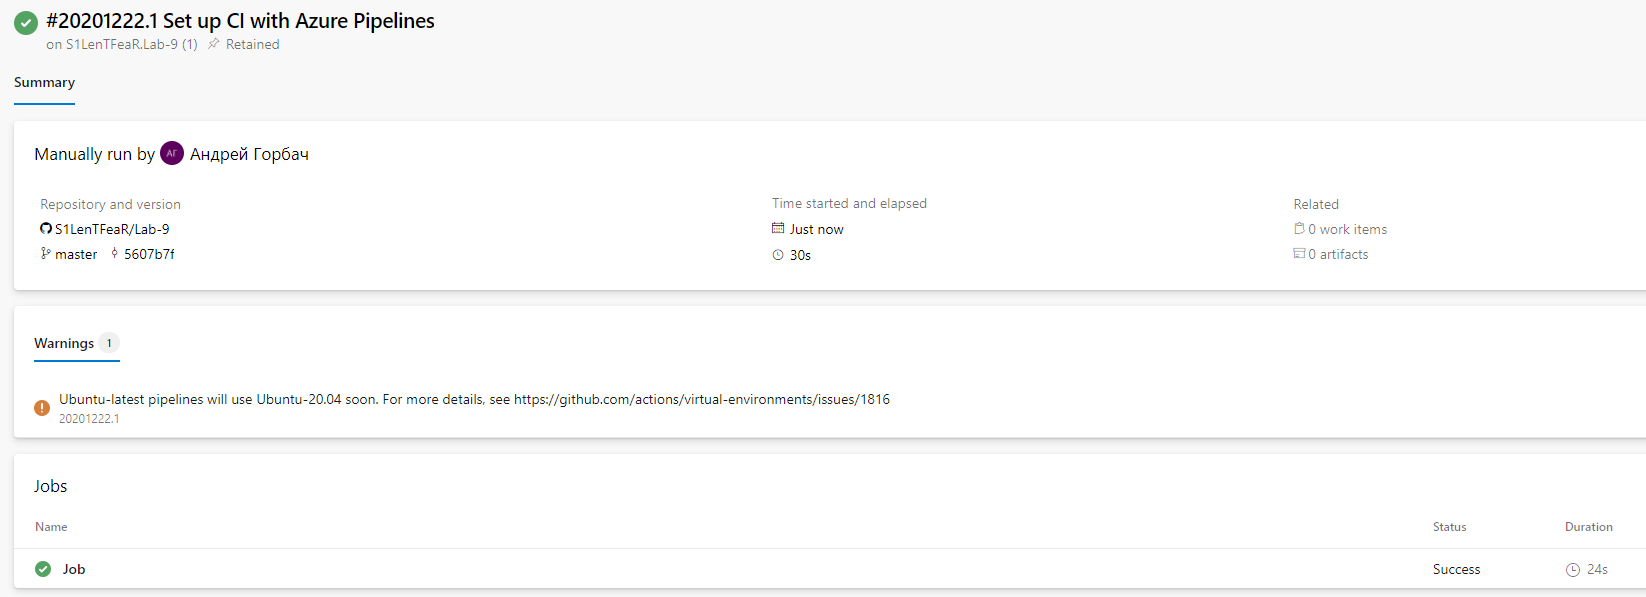 #20201222.1 Set up CI with Azure Pipelines
on S1LenTFeaR.Lab-9 (1) Retained
Summary
Manually run by АГ Андрей Горбач
Repository and version
S1LenTFeaR/Lab-9
master 5607b7f
Time started and elapsed
Just now
30s
Related
0 work items
0 artifacts
Warnings 1
Ubuntu-latest pipelines will use Ubuntu-20.04 soon. For more details, see https://github.com/actions/virtual-environments/issues/1816
20201222.1
Jobs
Name Status Duration
Job Success 24s